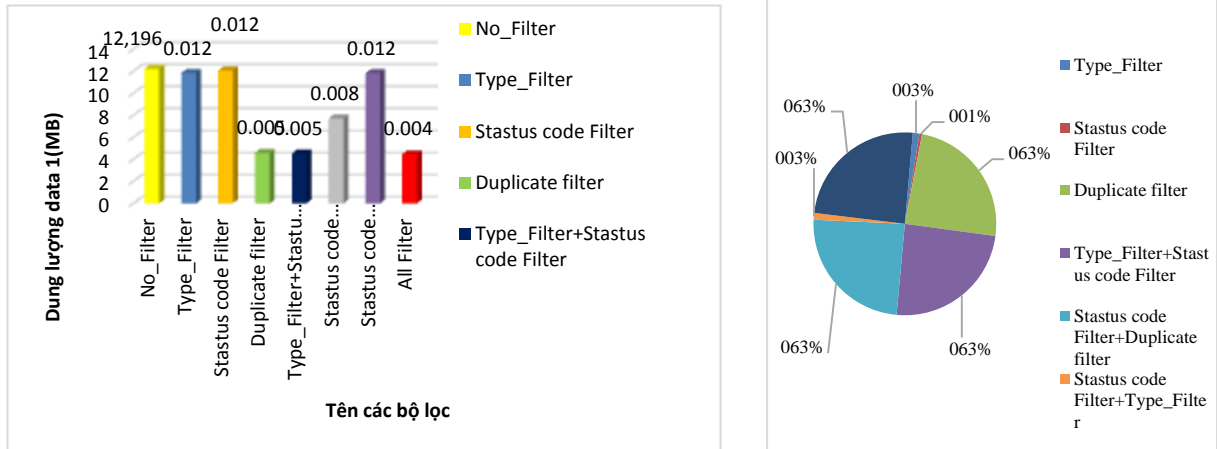 Dung lượng data 1(MB)
14
12
10
8
6
4
2
0
12,196
0.012
0.012
0.005
0.005
0.008
0.012
0.004
No_Filter
Type_Filter
Stastus code Filter
Duplicate filter
Type_Filter+Stastu...
Stastus code...
Stastus code...
All Filter
Tên các bộ lọc
No_Filter
Type_Filter
Stastus code Filter
Duplicate filter
Type_Filter+Stastus
code Filter
003%
001%
063%
063%
063%
003%
063%
Type_Filter
Stastus code
Filter
Duplicate filter
Type_Filter+Stast
us code Filter
Stastus code
Filter+Duplicate
filter
Stastus code
Filter+Type_Filte
r